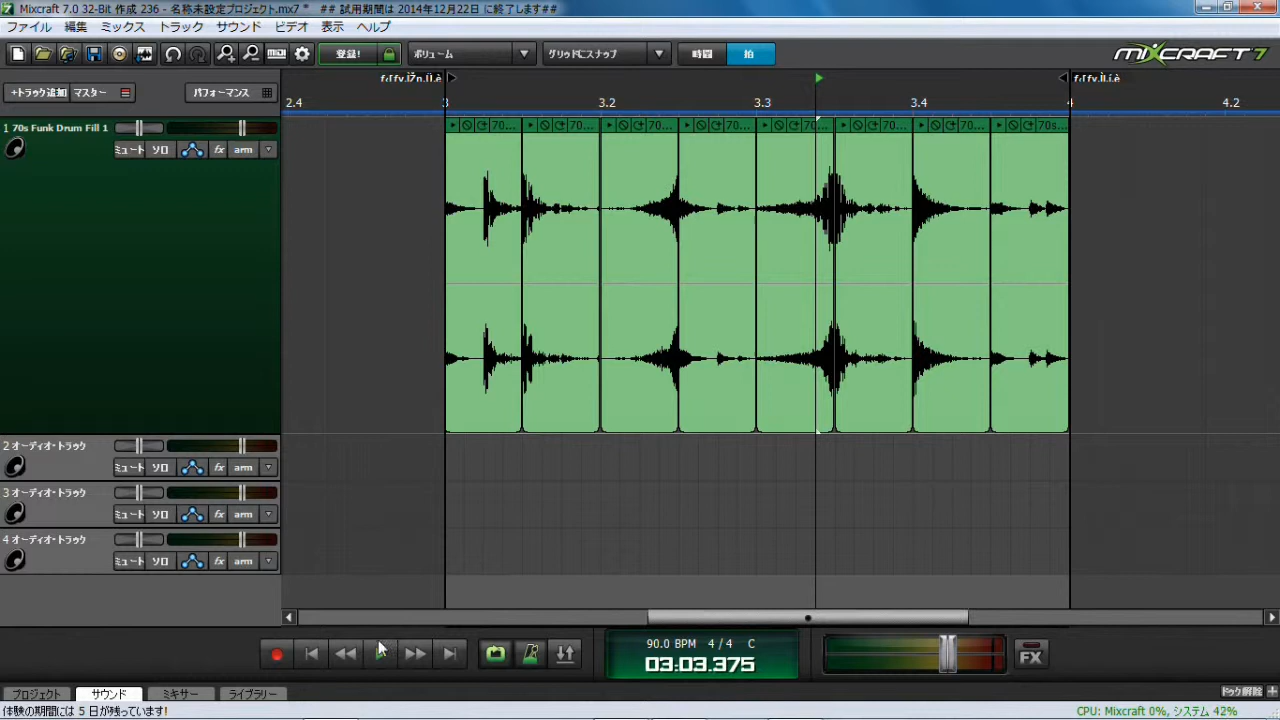 Mixcraft 7.0 32-Bit 作成 236 - 名称未設定プロジェクト.mx7 * ## 試用期間は 2014年12月22日 に終了します##
ファイル 編集 ミックス トラック サウンド ビデオ 表示 ヘルプ
登録! ボリューム グリッドにスナップ 時間 拍 MIXCRAFT 7
+トラック追加 マスター パフォーマンス
2.4 3 3.2 3.3 3.4 4 4.2
1 70s Funk Drum Fill 1
70... 70... 70... 70... 70... 70... 70s...
ミュート ソロ fx arm
2 オーディオ・トラック
ミュート ソロ fx arm
3 オーディオ・トラック
ミュート ソロ fx arm
4 オーディオ・トラック
ミュート ソロ fx arm
90.0 BPM 4 / 4 C
03:03.375
FX
プロジェクト サウンド ミキサー ライブラリー ドック解除
体験の期間には 5 日が残っています!
CPU: Mixcraft 0%, システム 42%